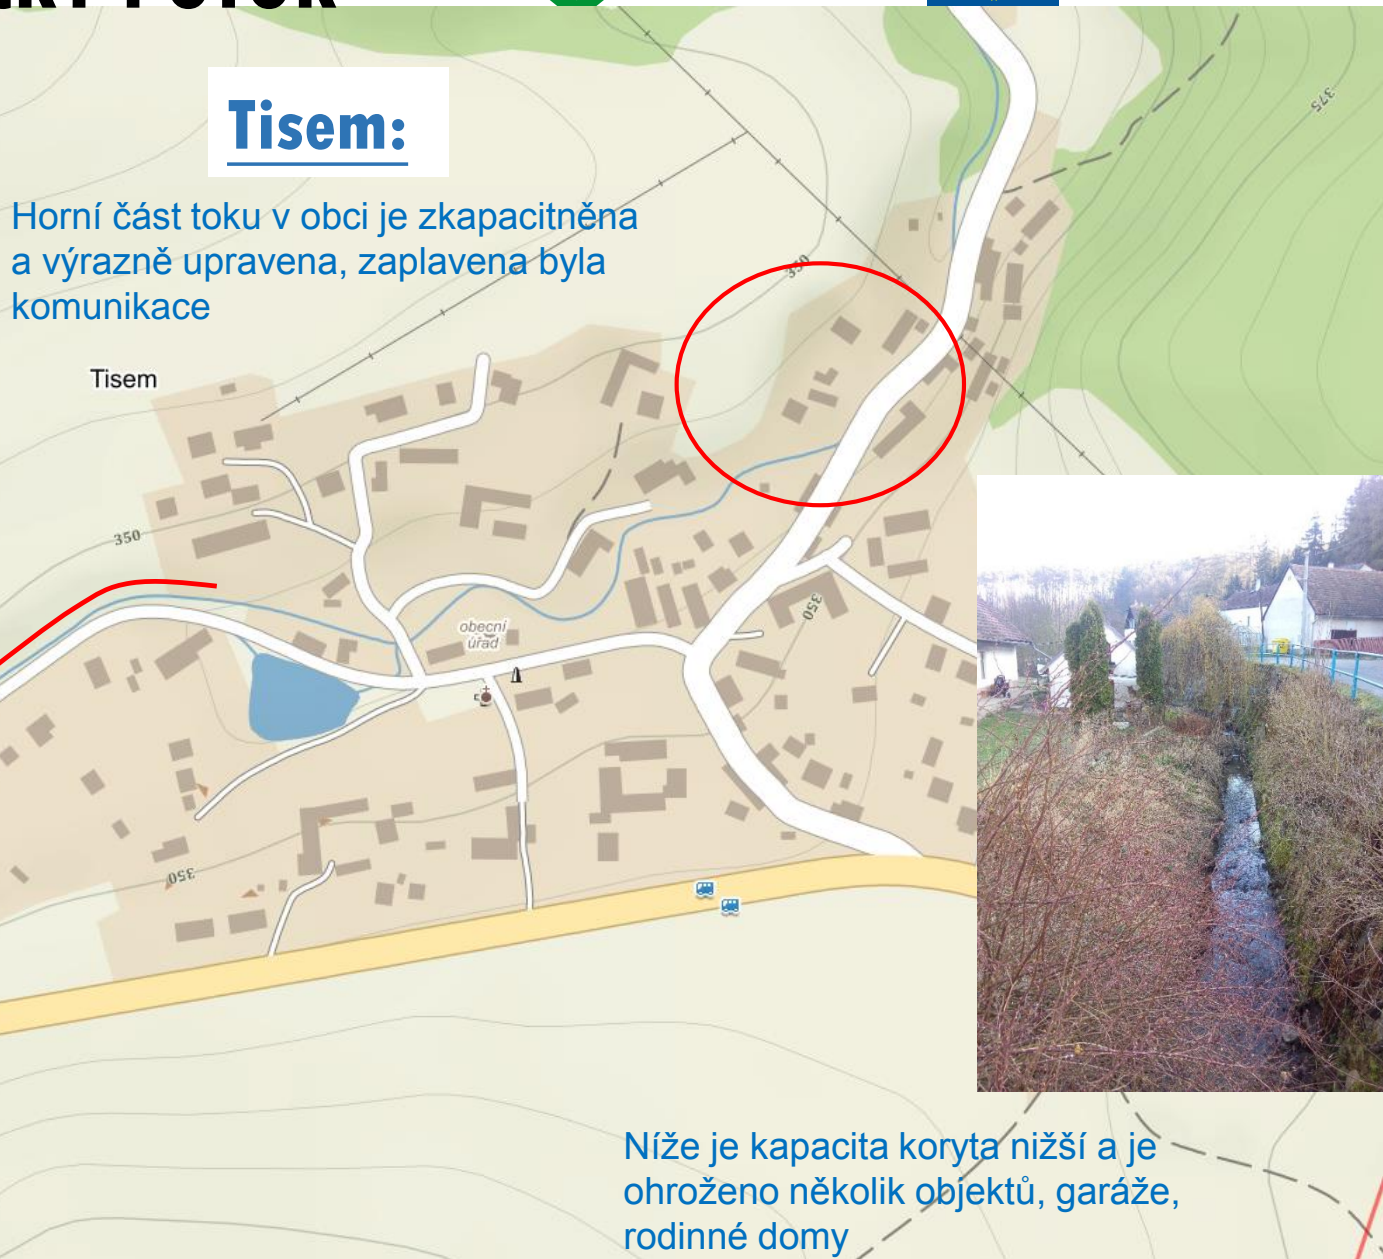 Tisem:
Horní část toku v obci je zkapacitněna
a výrazně upravena, zaplavena byla
komunikace
375
350
Tisem
350
350
obecní
úřad
350
Níže je kapacita koryta nižší a je
ohroženo několik objektů, garáže,
rodinné domy